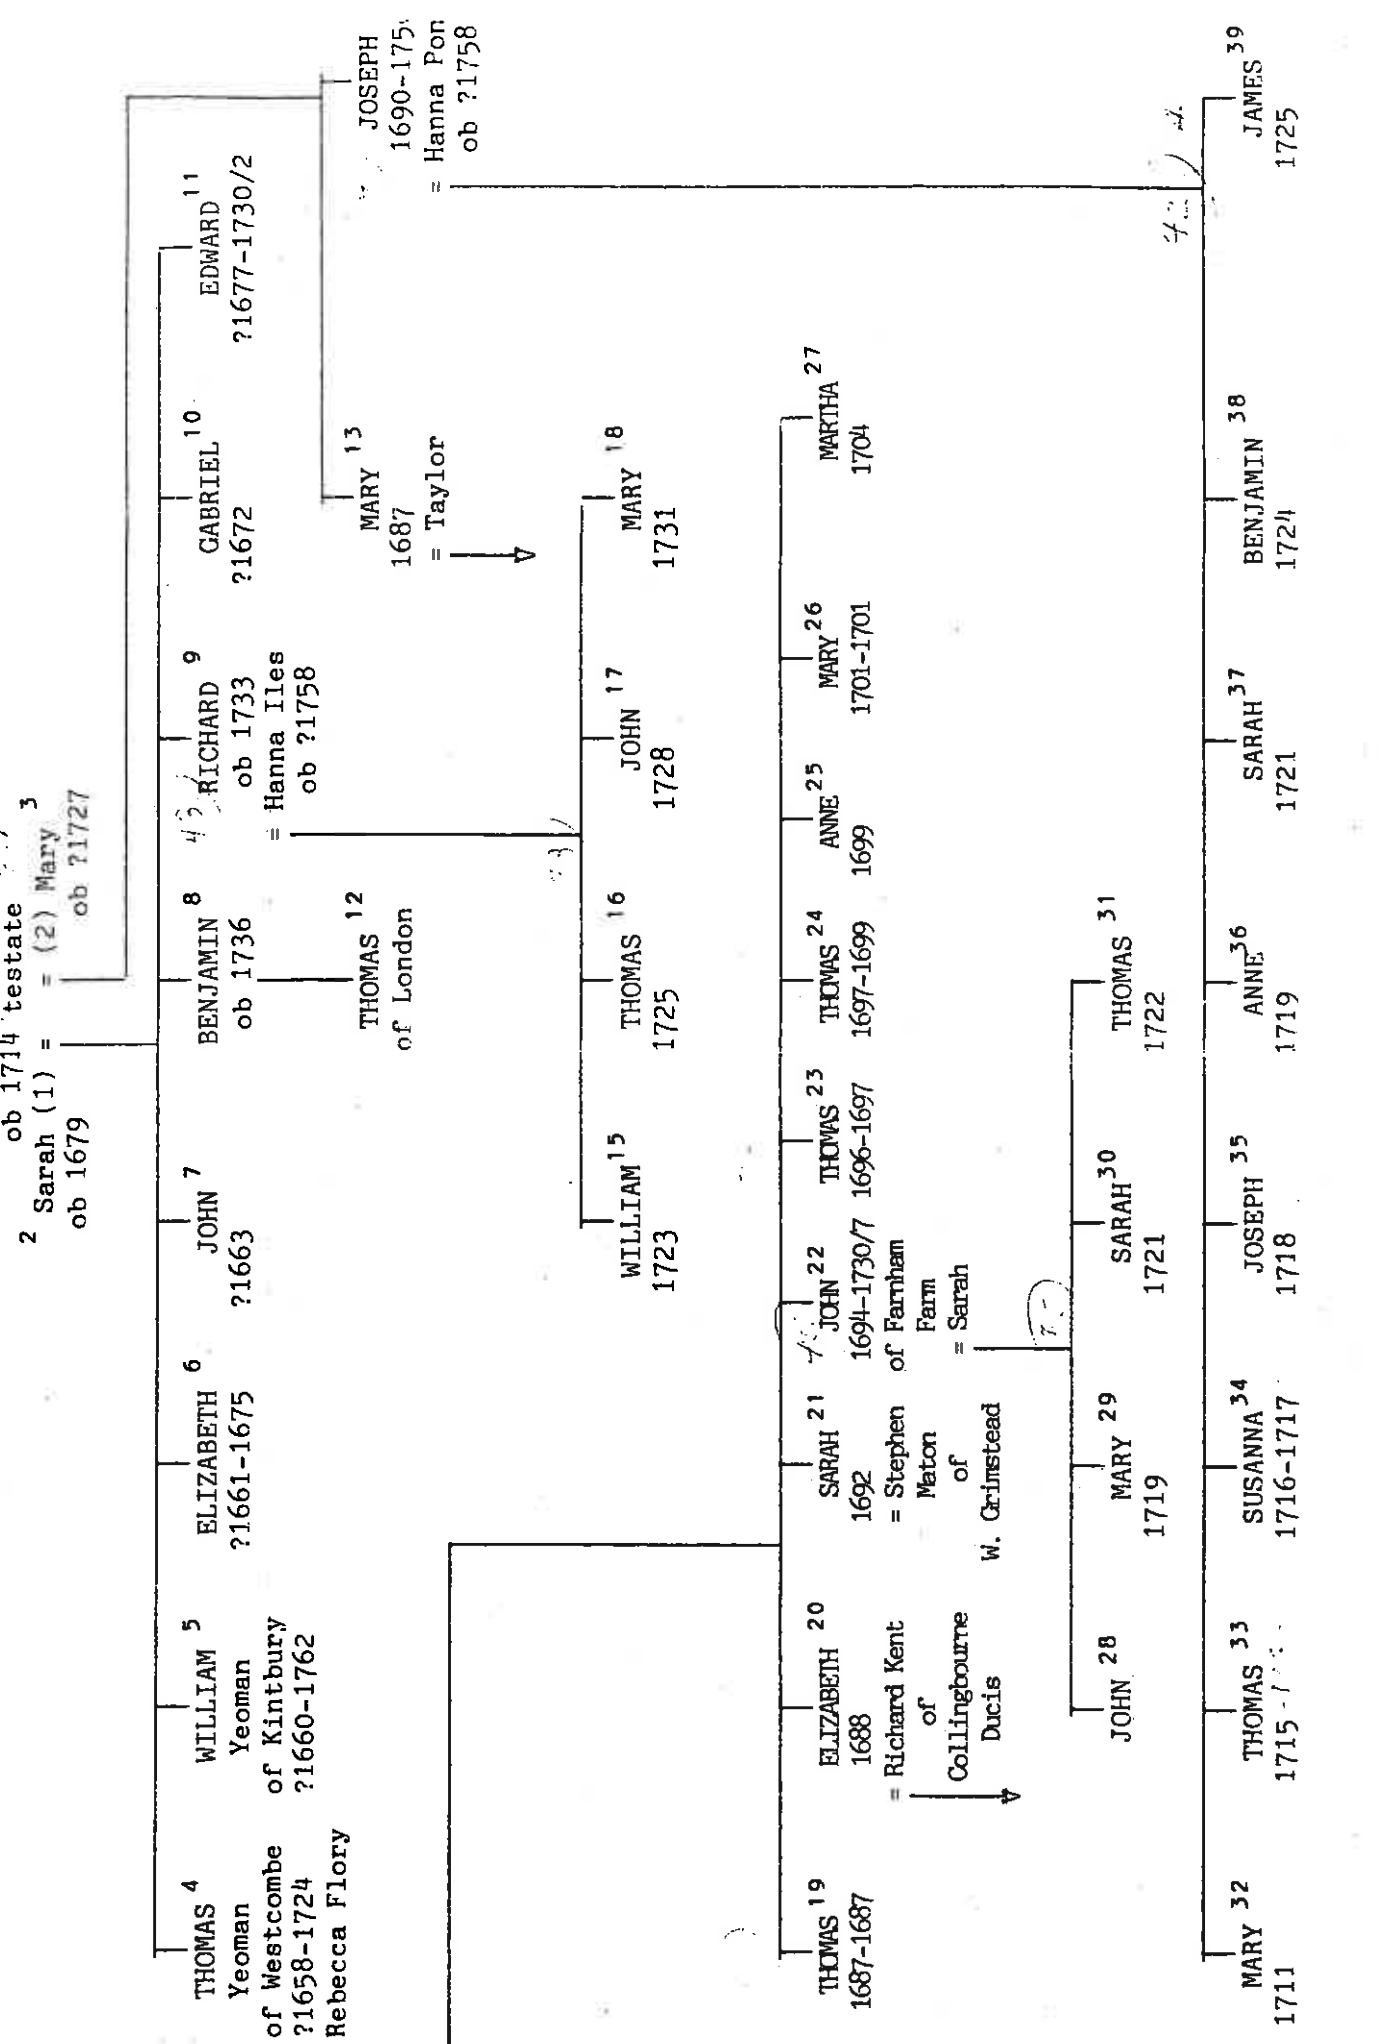 ob 1714 testate
2 Sarah (1) = = (2) Mary 3
ob 1679
ob ?1727
THOMAS 4
Yeoman
of Westcombe
?1658-1724
Rebecca Flory
WILLIAM 5
Yeoman
of Kintbury
?1660-1762
ELIZABETH 6
?1661-1675
JOHN 7
?1663
BENJAMIN 8
ob 1736
RICHARD 9
ob 1733
= Hanna Iles
ob ?1758
GABRIEL 10
?1672
EDWARD 11
?1677-1730/2
THOMAS 12
of London
MARY 13
1687
= Taylor
JOSEPH
1690-175
= Hanna Pon
ob ?1758
WILLIAM 15
1723
THOMAS 16
1725
JOHN 17
1728
MARY 18
1731
THOMAS 19
1687-1687
ELIZABETH 20
1688
= Richard Kent
of
Collingbourne
Ducis
SARAH 21
1692
= Stephen
Maton
of
W. Grimstead
JOHN 22
1694-1730/7
of Farnham
Farm
= Sarah
THOMAS 23
1696-1697
THOMAS 24
1697-1699
ANNE 25
1699
MARY 26
1701-1701
MARTHA 27
1704
JOHN 28
MARY 29
1719
SARAH 30
1721
THOMAS 31
1722
MARY 32
1711
THOMAS 33
1715
SUSANNA 34
1716-1717
JOSEPH 35
1718
ANNE 36
1719
SARAH 37
1721
BENJAMIN 38
1724
JAMES 39
1725